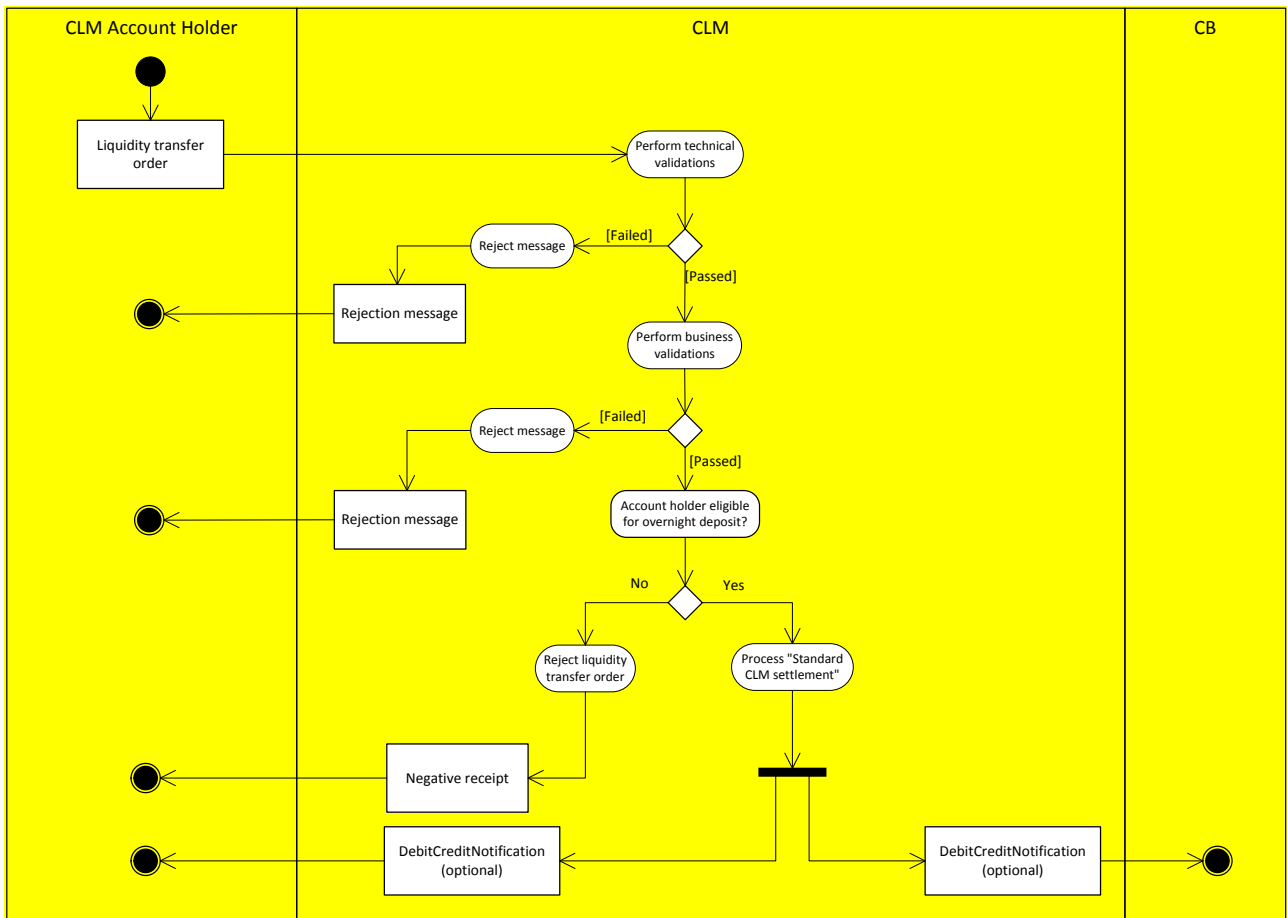 CLM Account Holder
CLM
CB
Liquidity transfer
order
Perform technical
validations
[Failed]
Reject message
[Passed]
Rejection message
Perform business
validations
[Failed]
Reject message
[Passed]
Rejection message
Account holder eligible
for overnight deposit?
No
Yes
Reject liquidity
transfer order
Process "Standard
CLM settlement"
Negative receipt
DebitCreditNotification
(optional)
DebitCreditNotification
(optional)